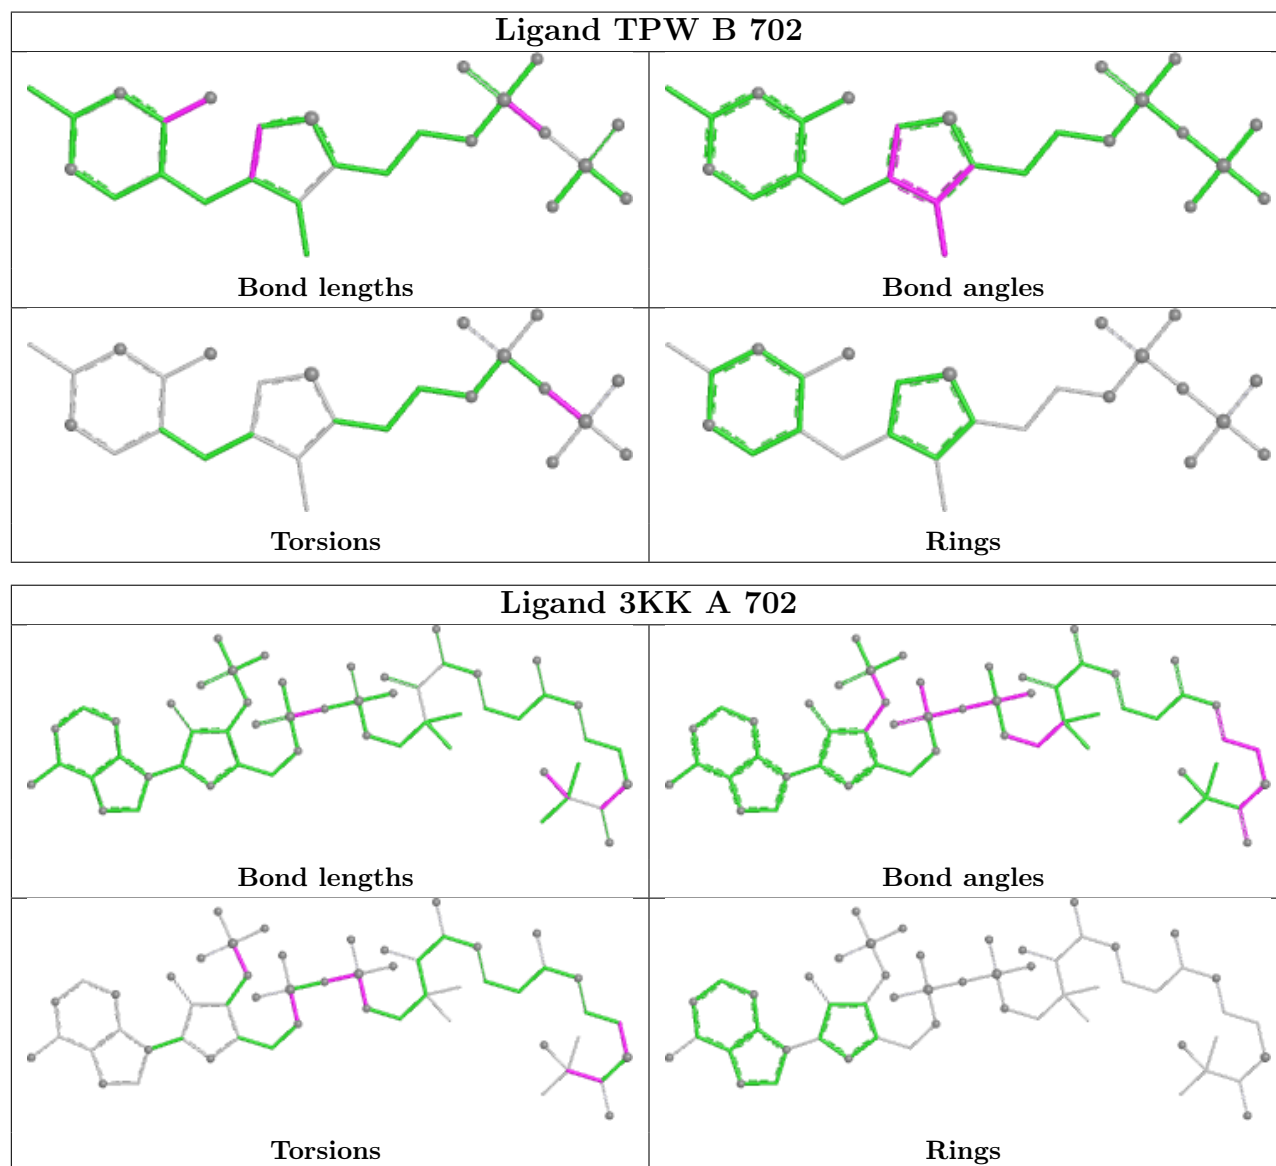 Ligand TPW B 702
Bond lengths
Bond angles
Torsions
Rings
Ligand 3KK A 702
Bond lengths
Bond angles
Torsions
Rings